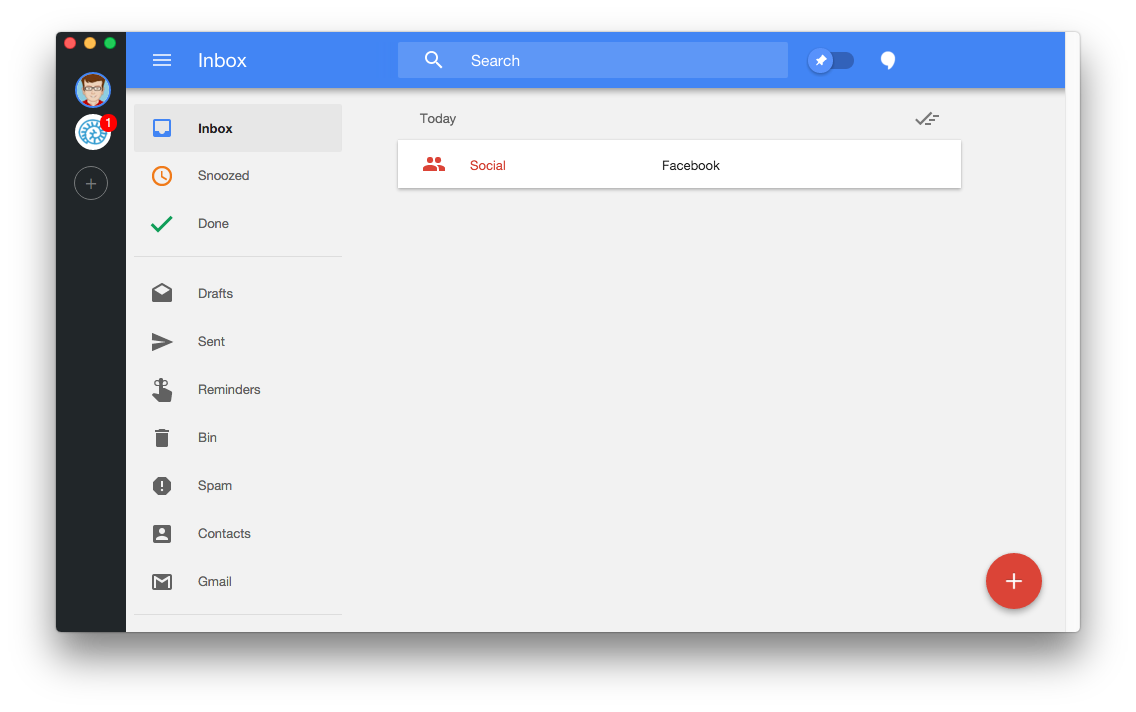 Inbox
Search
1
Inbox
Snoozed
Done
Drafts
Sent
Reminders
Bin
Spam
Contacts
Gmail
Today
Social Facebook